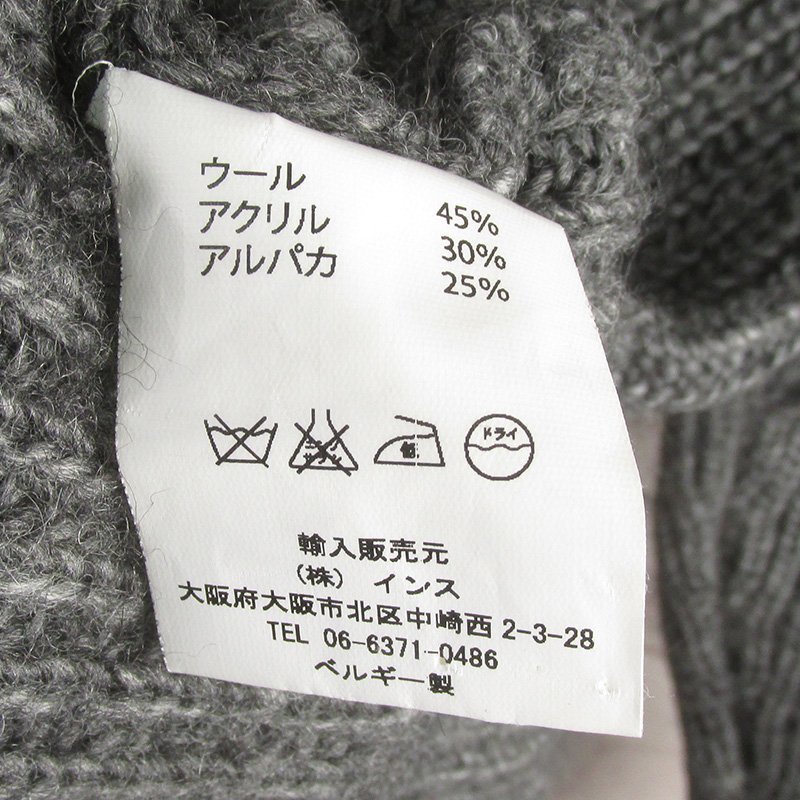 ウール 45%
アクリル 30%
アルパカ 25%
低 ドライ
輸入販売元
(株) インス
大阪府大阪市北区中崎西 2-3-28
TEL 06-6371-0486
ベルギー製